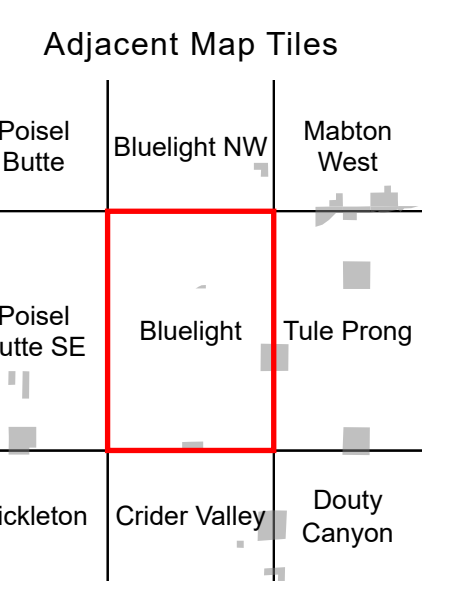 Adjacent Map Tiles
Poisel
Butte
Bluelight NW
Mabton
West
Poisel
utte SE
Bluelight
Tule Prong
ickleton
Crider Valley
Douty
Canyon